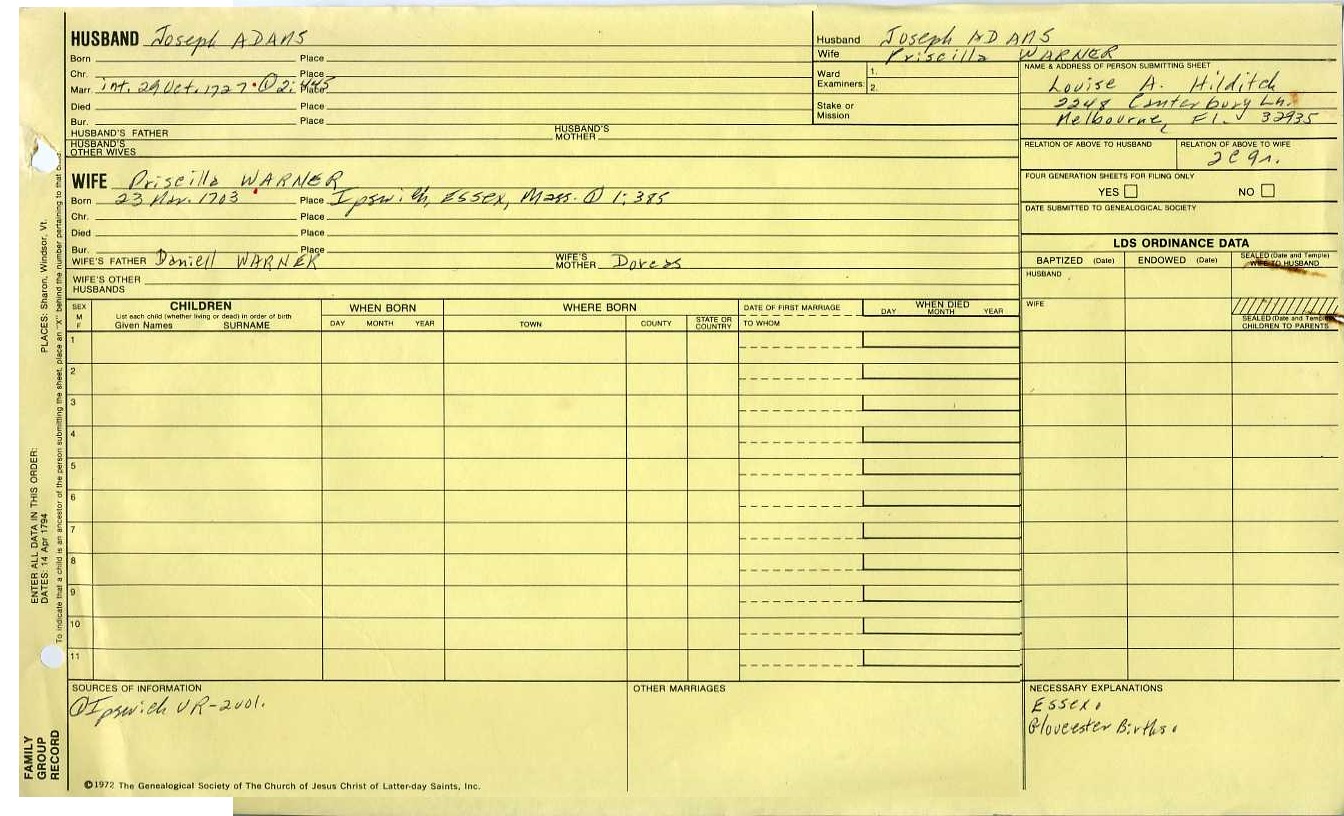 HUSBAND Joseph ADAMS
Born Place
Chr. Place
Marr. int. 29 Oct. 1727 ① 2:445 Place
Died Place
Bur. Place
HUSBAND'S FATHER HUSBAND'S MOTHER
HUSBAND'S OTHER WIVES
Husband Joseph ADAMS
Wife Priscilla WARNER
Ward Examiners: 1.
2.
Stake or Mission
NAME & ADDRESS OF PERSON SUBMITTING SHEET
Louise A. Hilditch
2248 Canterbury Ln.
Melbourne, Fl. 32935
RELATION OF ABOVE TO HUSBAND RELATION OF ABOVE TO WIFE
FOUR GENERATION SHEETS FOR FILING ONLY
YES NO
DATE SUBMITTED TO GENEALOGICAL SOCIETY
WIFE Priscilla WARNER
Born 23 1703 Place Ipswich, ESSEX, Mass. ① 1:385
Chr. Place
Died Place
Bur. Place
WIFE'S FATHER Daniell WARNER WIFE'S MOTHER Dorcas
WIFE'S OTHER HUSBANDS
LDS ORDINANCE DATA
BAPTIZED (Date) ENDOWED (Date) SEALED (Date and Temple) WIFE TO HUSBAND
HUSBAND
WIFE
SEALED (Date and Temple) CHILDREN TO PARENTS
SEX M F
CHILDREN
List each child (whether living or dead) in order of birth
Given Names SURNAME
WHEN BORN
DAY MONTH YEAR
WHERE BORN
TOWN COUNTY STATE OR COUNTRY
DATE OF FIRST MARRIAGE
TO WHOM
WHEN DIED
DAY MONTH YEAR
1
2
3
4
5
6
7
8
9
10
11
SOURCES OF INFORMATION
① Ipswich VR-2001.
OTHER MARRIAGES
NECESSARY EXPLANATIONS
Essex.
Gloucester Births.
©1972 The Genealogical Society of The Church of Jesus Christ of Latter-day Saints, Inc.
FAMILY GROUP RECORD
ENTER ALL DATA IN THIS ORDER:
DATES: 14 Apr 1794
PLACES: Sharon, Windsor, Vt.
To indicate that a child is an ancestor of the person submitting the sheet, place an "X" behind the number pertaining to that